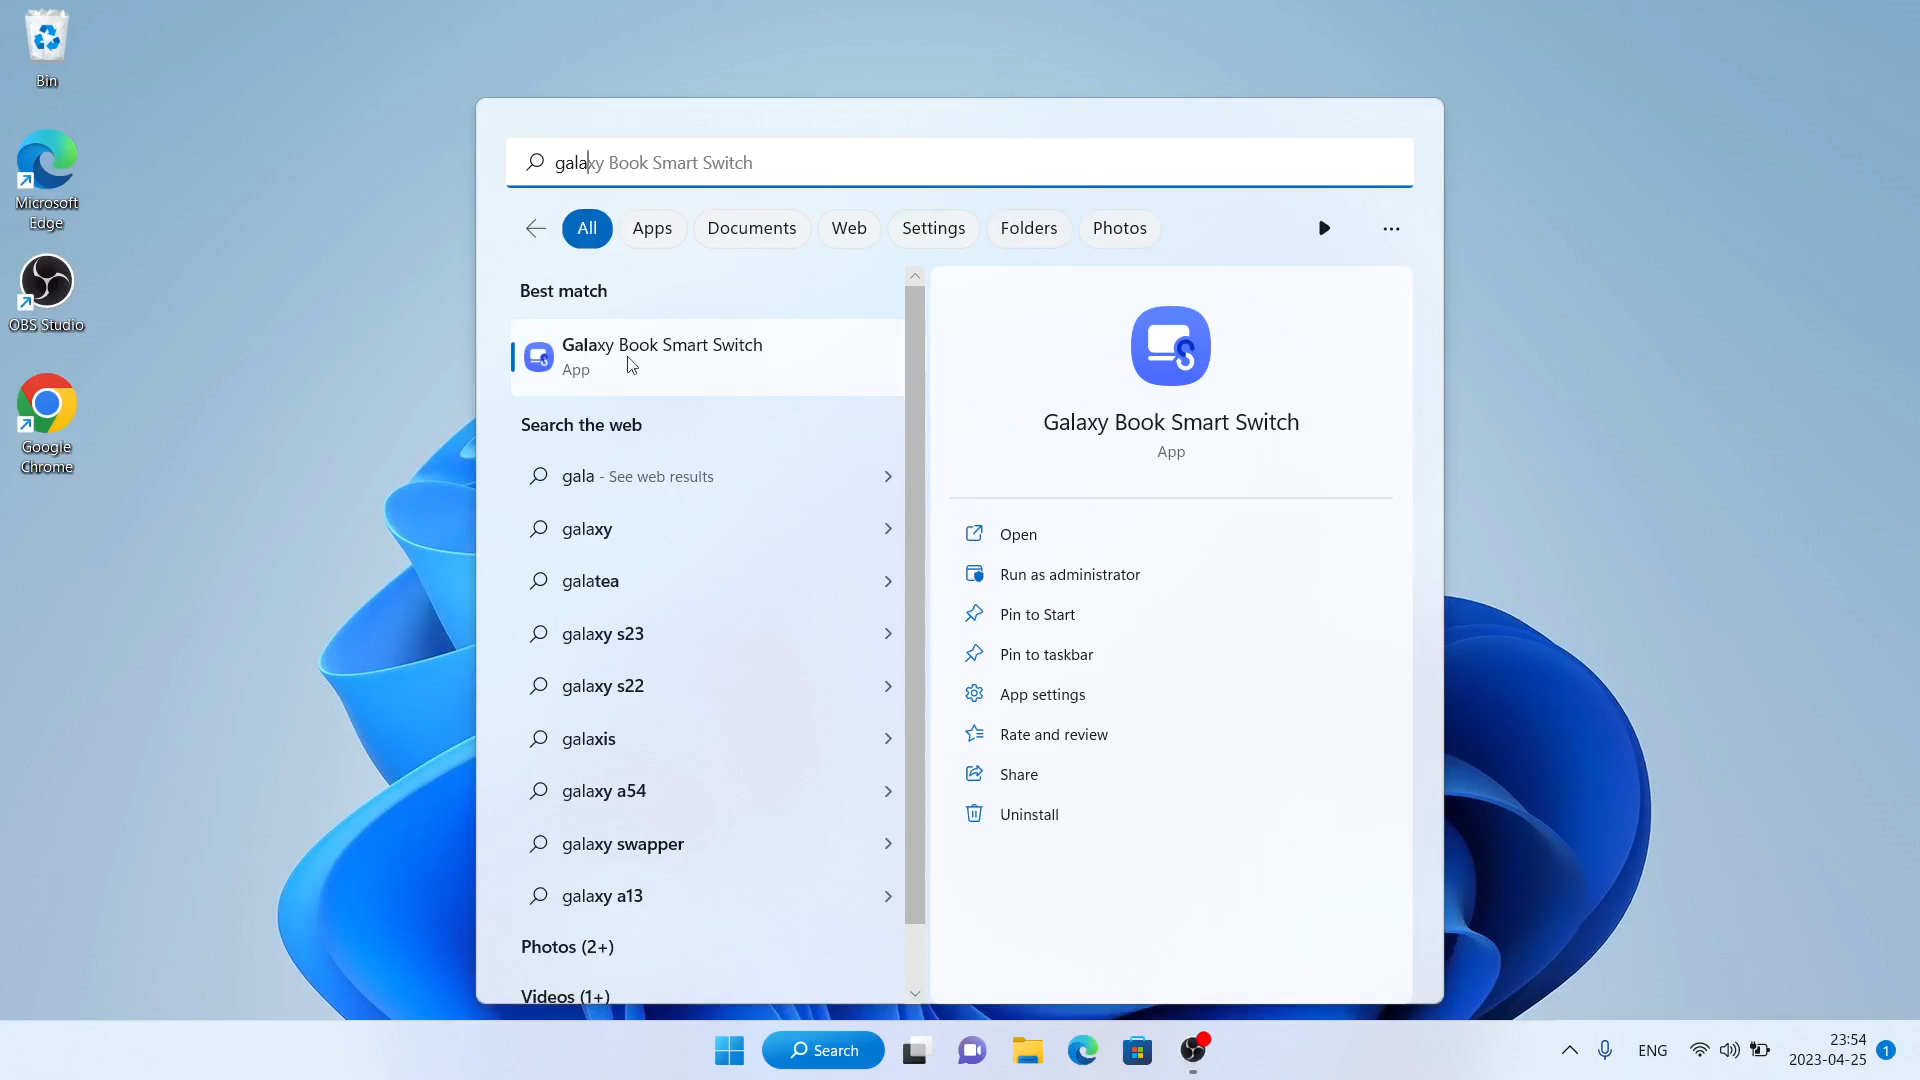 Bin
Microsoft
Edge
OBS Studio
Google
Chrome
galaxy Book Smart Switch
All
Apps
Documents
Web
Settings
Folders
Photos
Best match
Galaxy Book Smart Switch
App
Search the web
gala - See web results
galaxy
galatea
galaxy s23
galaxy s22
galaxis
galaxy a54
galaxy swapper
galaxy a13
Photos (2+)
Videos (1+)
Galaxy Book Smart Switch
App
Open
Run as administrator
Pin to Start
Pin to taskbar
App settings
Rate and review
Share
Uninstall
Search
ENG
23:54
2023-04-25
1